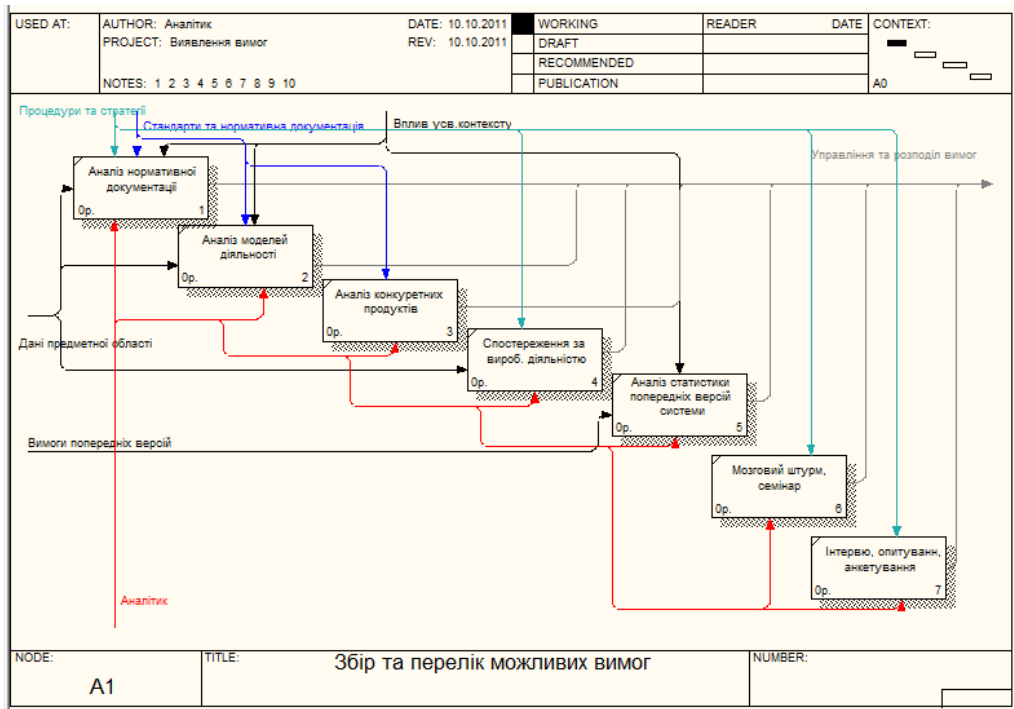 USED AT:
AUTHOR: Аналітик
DATE: 10.10.2011
WORKING
READER
DATE
CONTEXT:
PROJECT: Виявлення вимог
REV: 10.10.2011
DRAFT
RECOMMENDED
NOTES: 1 2 3 4 5 6 7 8 9 10
PUBLICATION
A0
Процедури та стратегії
Стандарти та нормативна документація
Вплив усв.контексту
Управління та розподіл вимог
Аналіз нормативної
документації
0р.
1
Аналіз моделей
діяльності
0р.
2
Аналіз конкуретних
продуктів
0р.
3
Дані предметної області
Спостереження за
вироб. діяльністю
0р.
4
Аналіз статистики
попередніх версій
системи
0р.
5
Вимоги попередніх версій
Мозговий штурм,
семінар
0р.
6
Інтервю, опитуванн,
анкетування
0р.
7
Аналітик
NODE:
TITLE:
NUMBER:
A1
Збір та перелік можливих вимог